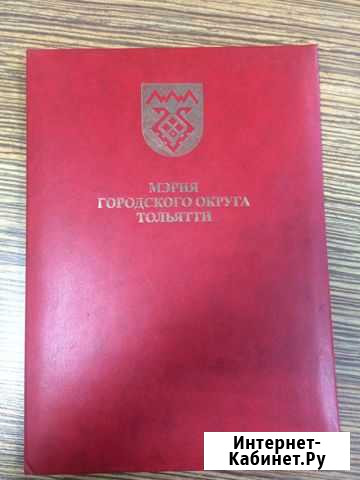 МЭРИЯ
ГОРОДСКОГО ОКРУГА
ТОЛЬЯТТИ
Интернет-
Кабинет.Ру